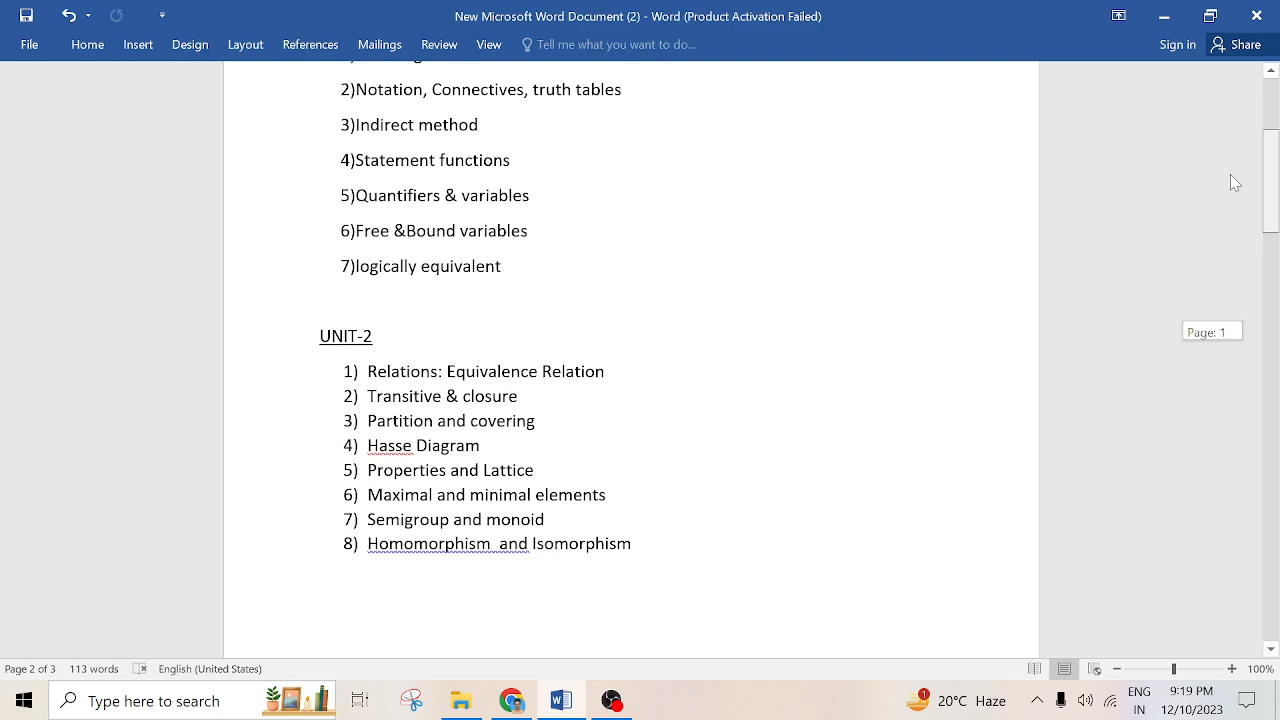 New Microsoft Word Document (2) - Word (Product Activation Failed)
File Home Insert Design Layout References Mailings Review View Tell me what you want to do... Sign in Share
2)Notation, Connectives, truth tables
3)Indirect method
4)Statement functions
5)Quantifiers & variables
6)Free &Bound variables
7)logically equivalent
UNIT-2
Page: 1
1) Relations: Equivalence Relation
2) Transitive & closure
3) Partition and covering
4) Hasse Diagram
5) Properties and Lattice
6) Maximal and minimal elements
7) Semigroup and monoid
8) Homomorphism and Isomorphism
Page 2 of 3 113 words English (United States) 100%
Type here to search 1 20°C Haze ENG IN 9:19 PM 12/10/2023